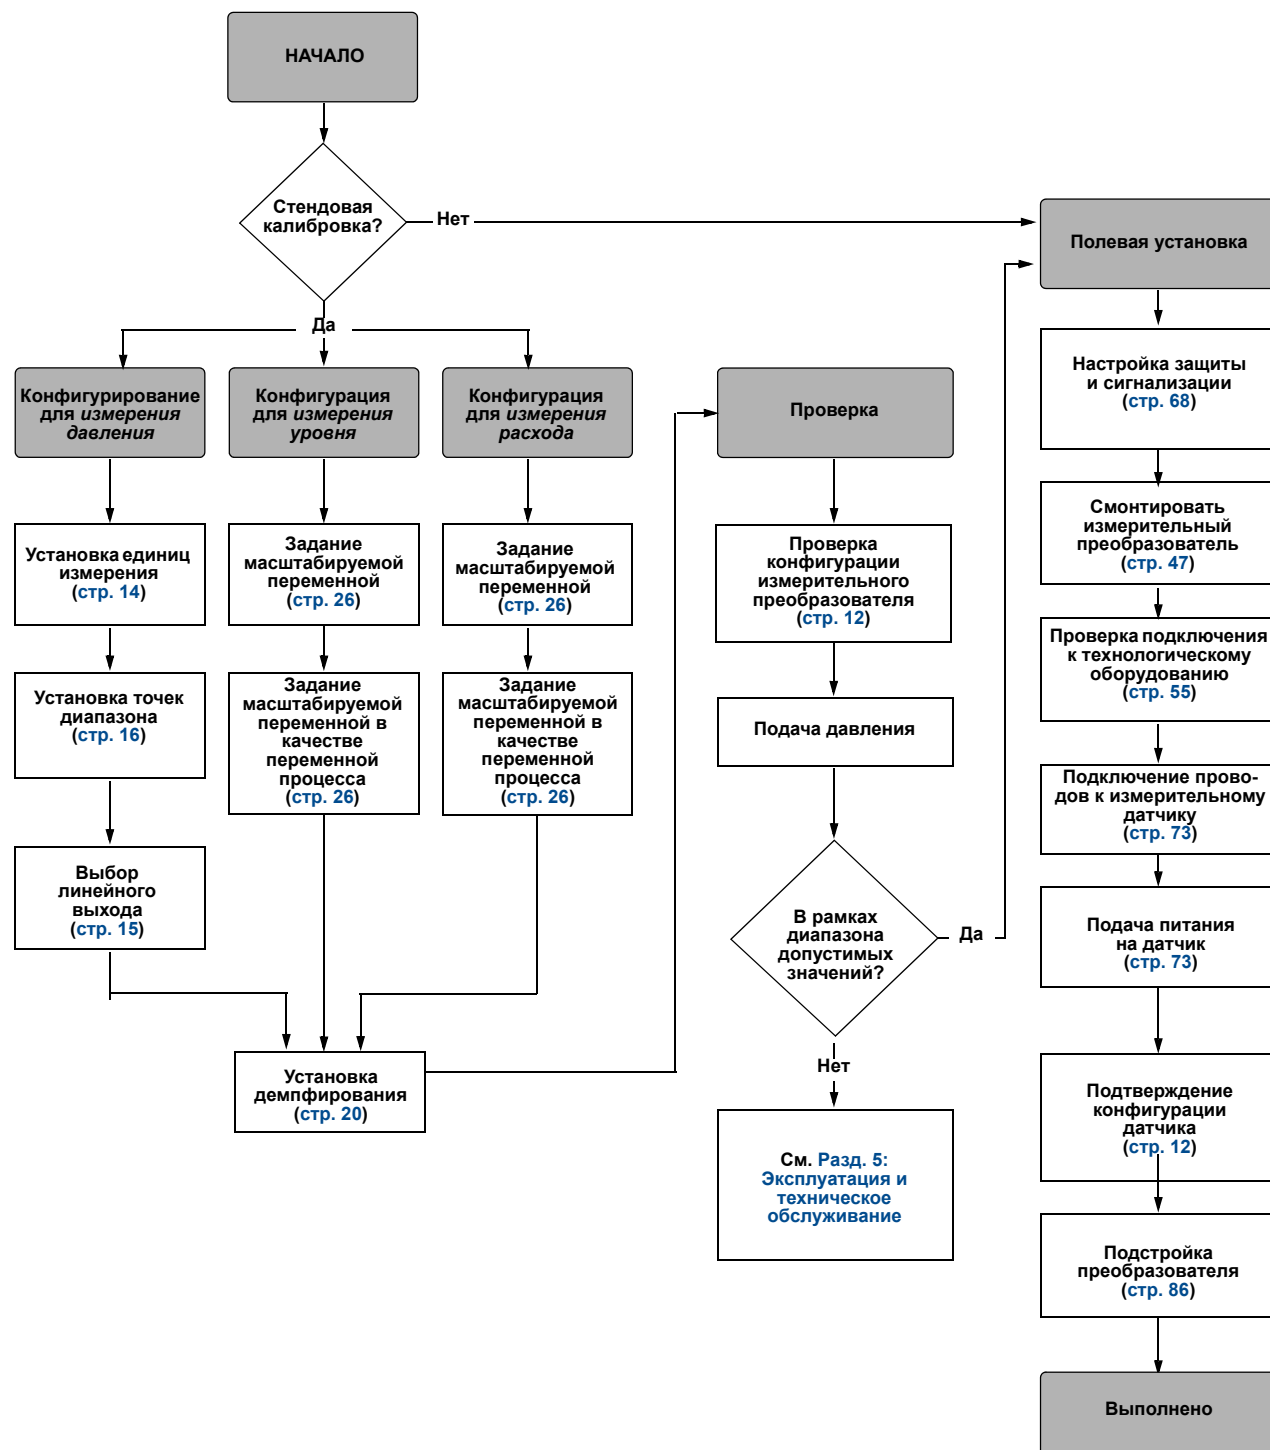 НАЧАЛО
Стендовая
калибровка?
Нет
Да
Конфигурирование
для измерения
давления
Установка единиц
измерения
(стр. 14)
Установка точек
диапазона
(стр. 16)
Выбор
линейного
выхода
(стр. 15)
Конфигурация
для измерения
уровня
Задание
масштабируемой
переменной
(стр. 26)
Задание
масштабируемой
переменной в
качестве
переменной
процесса
(стр. 26)
Конфигурация
для измерения
расхода
Задание
масштабируемой
переменной
(стр. 26)
Задание
масштабируемой
переменной в
качестве
переменной
процесса
(стр. 26)
Установка
демпфирования
(стр. 20)
Проверка
Проверка
конфигурации
измерительного
преобразователя
(стр. 12)
Подача давления
В рамках
диапазона
допустимых
значений?
Да
Нет
См. Разд. 5:
Эксплуатация и
техническое
обслуживание
Полевая установка
Настройка защиты
и сигнализации
(стр. 68)
Смонтировать
измерительный
преобразователь
(стр. 47)
Проверка подключения
к технологическому
оборудованию
(стр. 55)
Подключение прово-
дов к измерительному
датчику
(стр. 73)
Подача питания
на датчик
(стр. 73)
Подтверждение
конфигурации
датчика
(стр. 12)
Подстройка
преобразователя
(стр. 86)
Выполнено